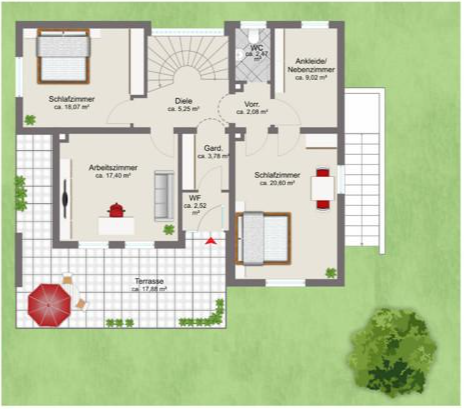 WC
ca. 2,47
m²
Ankleide/
Nebenzimmer
ca. 9,02 m²
Schlafzimmer
ca. 18,07 m²
Diele
ca. 5,25 m²
Vorr.
ca. 2,08 m²
Gard.
ca. 3,78 m²
Arbeitszimmer
ca. 17,40 m²
Schlafzimmer
ca. 20,60 m²
WF
ca. 2,52
m²
Terrasse
ca. 17,88 m²